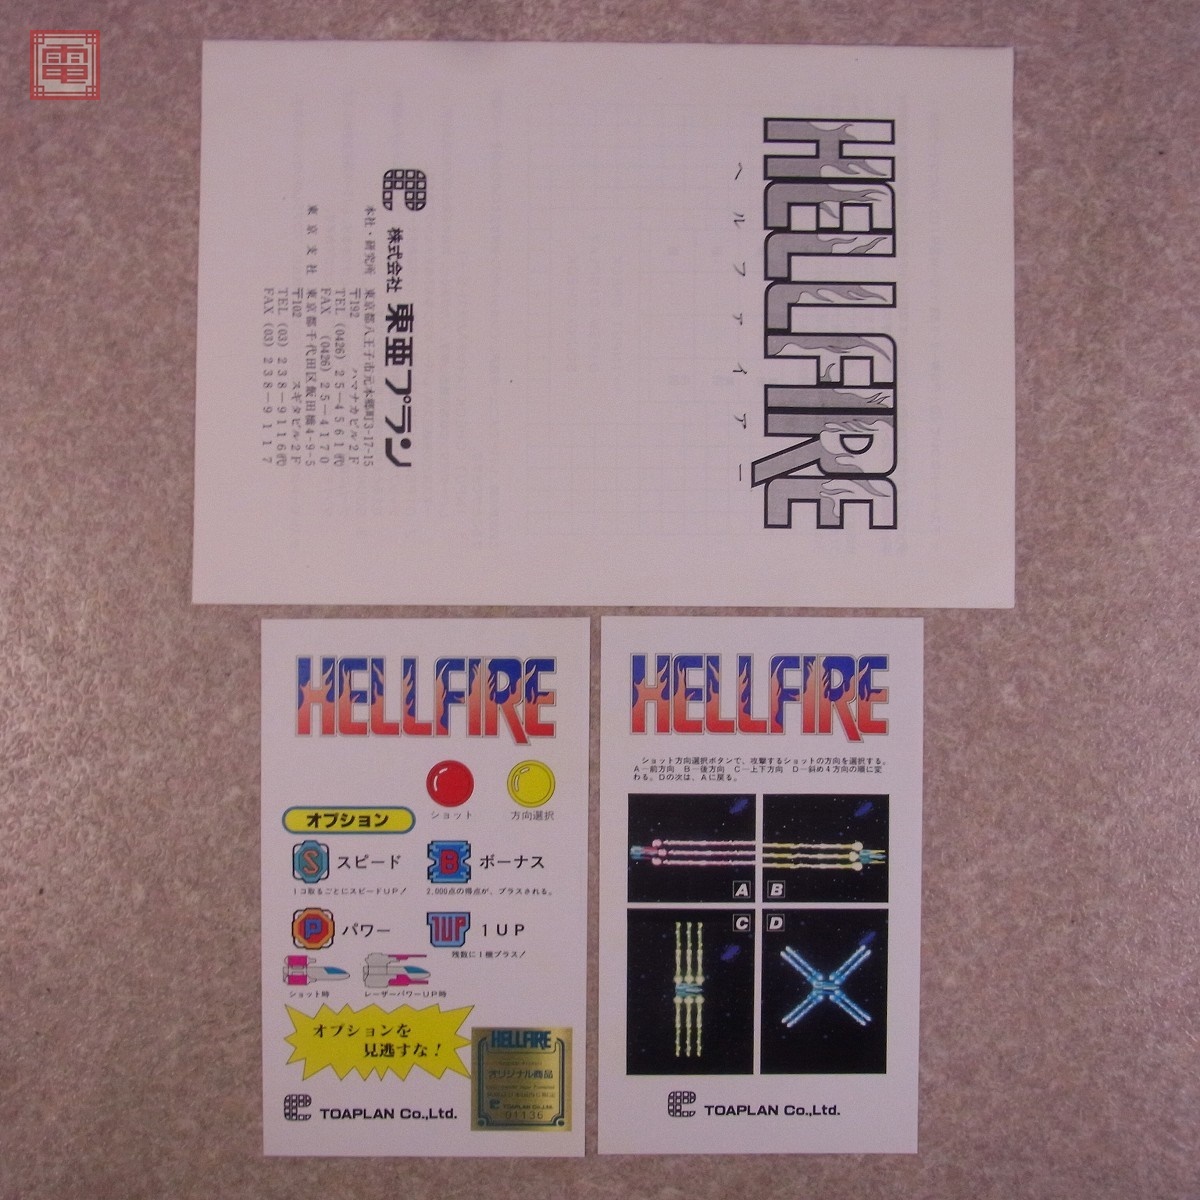 電
HELLFIRE
ヘルファイアー
株式会社 東亜プラン
本社・研究所 東京都八王子市元本郷町3-17-15
〒192 ハマナカビル2F
TEL (0426) 25-4561㈹
FAX (0426) 25-4170
東京支社 東京都千代田区飯田橋4-9-5
〒102 スギタビル2F
TEL (03) 238-9116㈹
FAX (03) 238-9117
HELLFIRE
ショット 方向選択
オプション
S スピード
1コ取るごとにスピードUP!
B ボーナス
2,000点の得点が、プラスされる。
P パワー
1UP 1UP
残数に1機プラス!
ショット時 レーザーパワーUP時
オプションを
見逃すな!
TOAPLAN Co.,Ltd.
HELLFIRE
オリジナル商品
TOAPLAN Co.,Ltd.
01136
HELLFIRE
ショット方向選択ボタンで、攻撃するショットの方向を選択する。
A―前方向 B―後方向 C―上下方向 D―斜め4方向の順に変
わる。Dの次は、Aに戻る。
A B
C D
TOAPLAN Co.,Ltd.